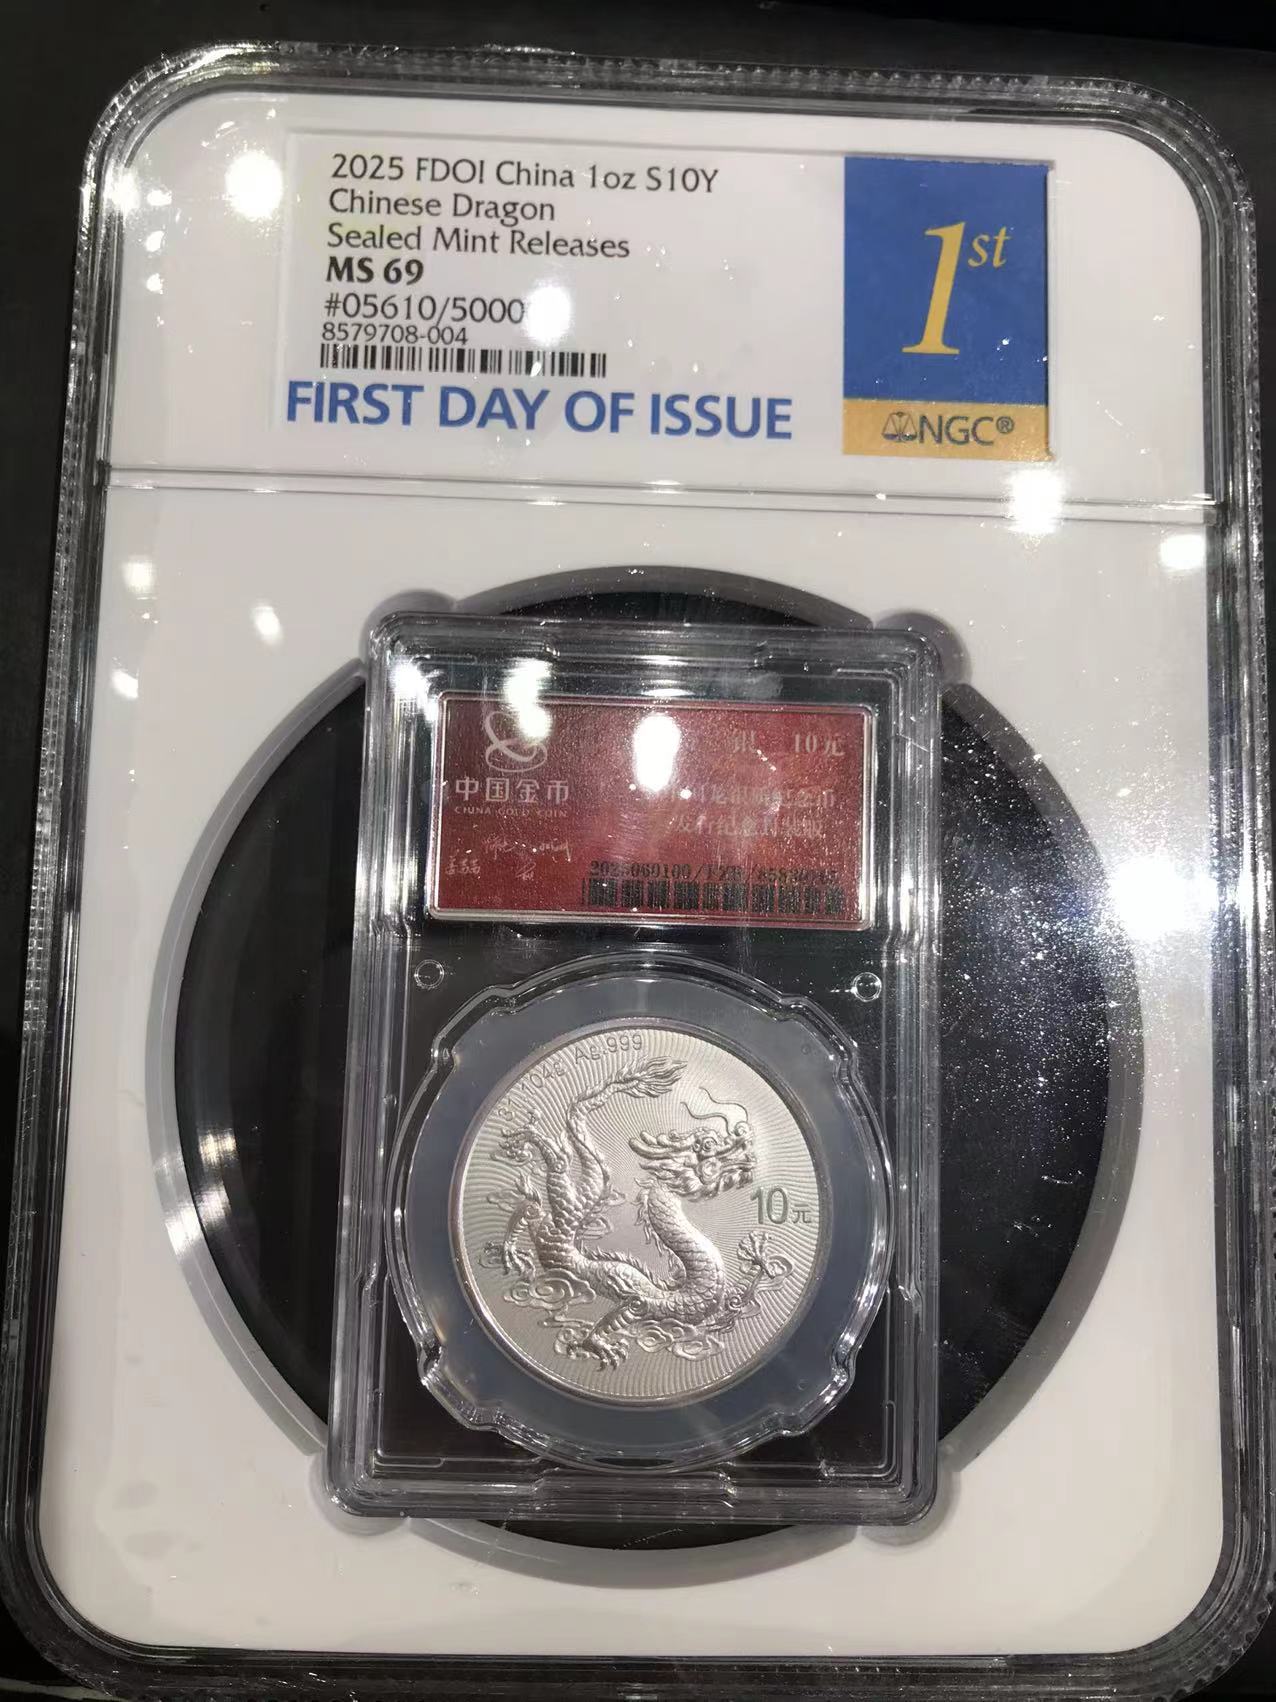 2025 FDOI China 1oz S10Y
Chinese Dragon
Sealed Mint Releases
MS 69
#05610/5000
8579708-004
FIRST DAY OF ISSUE
1st
NGC®
中国金币
CHINA GOLD COIN
银 10元
Ag.999
10元